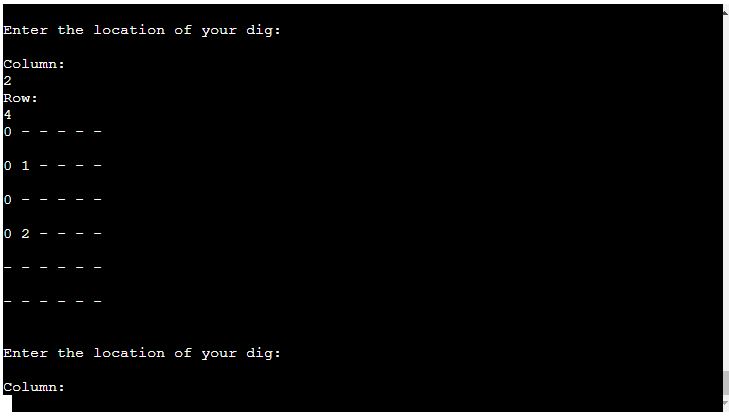 Enter the location of your dig:
Column:
2
Row:
4
0 - - - - -
0 1 - - - -
0 - - - - -
0 2 - - - -
- - - - - -
- - - - - -
Enter the location of your dig:
Column: